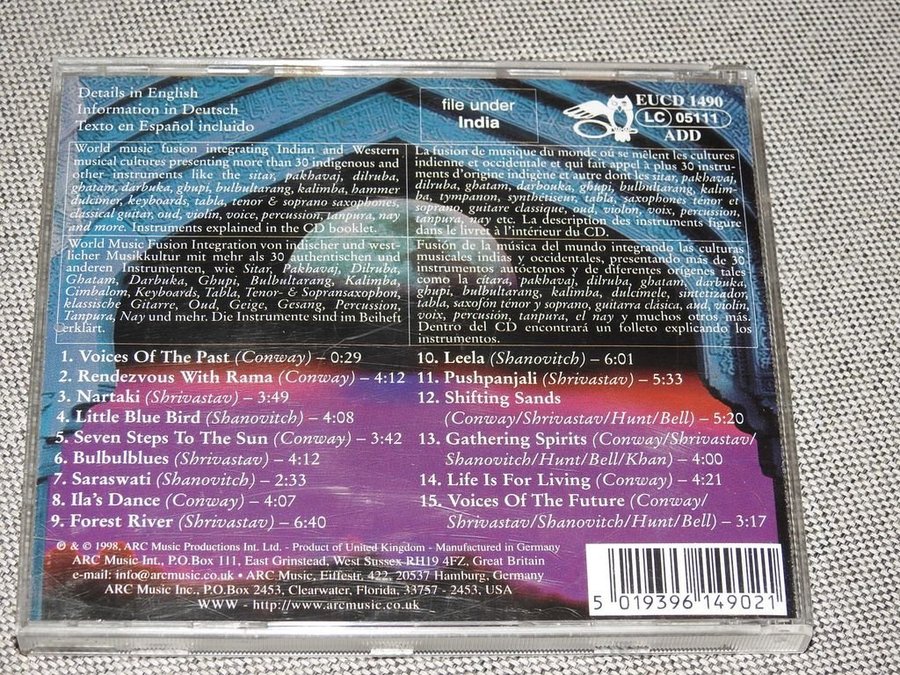 Details in English
Information in Deutsch
Texto en Español incluido
file under
India
EUCD 1490
LC 05111
ADD
World music fusion integrating Indian and Western
musical cultures presenting more than 30 indigenous and
other instruments like the sitar, pakhavaj, dilruba,
ghatam, darbuka, ghupi, bulbultarang, kalimba, hammer
dulcimer, keyboards, tabla, tenor & soprano saxophones,
classical guitar, oud, violin, voice, percussion, tanpura, nay
and more. Instruments explained in the CD booklet.
La fusion de musique du monde oú se mêlent les cultures
indienne et occidentale et qui fait appel à plus 30 instru-
ments d'origine indigène et autre dont les sitar, pakhavaj,
dilruba, ghatam, darbouka, ghupi, bulbultarang, kalim-
ba, tympanon, synthétiseur, tabla, saxophones ténor et
soprano, guitare classique, oud, violon, voix, percussion,
tanpura, nay etc. La description des instruments figure
dans le livret à l'intérieur du CD.
World Music Fusion Integration von indischer und west-
licher Musikkultur mit mehr als 30 authentischen und
anderen Instrumenten, wie Sitar, Pakhavaj, Dilruba,
Ghatam, Darbuka, Ghupi, Bulbultarang, Kalimba,
Cimbalom, Keyboards, Tabla, Tenor- & Sopransaxophon,
klassische Gitarre, Oud, Geige, Gesang, Percussion,
Tanpura, Nay und mehr. Die Instrumente sind im Beiheft
erklärt.
Fusión de la música del mundo integrando las culturas
musicales indias y occidentales, presentando más de 30
instrumentos autóctonos y de diferentes orígenes tales
como la cítara, pakhavaj, dilruba, ghatam, darbuka,
ghupi, bulbultarang, kalimba, dulcimele, sintetizador,
tabla, saxofón ténor y soprano, guitarra clásica, aud, violín,
voix, percusión, tanpura, el nay y muchos otros más.
Dentro del CD encontrará un folleto explicando los
instrumentos.
1. Voices Of The Past (Conway) – 0:29
2. Rendezvous With Rama (Conway) – 4:12
3. Nartaki (Shrivastav) – 3:49
4. Little Blue Bird (Shanovitch) – 4:08
5. Seven Steps To The Sun (Conway) – 3:42
6. Bulbulblues (Shrivastav) – 4:12
7. Saraswati (Shanovitch) – 2:33
8. Ila's Dance (Conway) – 4:07
9. Forest River (Shrivastav) – 6:40
10. Leela (Shanovitch) – 6:01
11. Pushpanjali (Shrivastav) – 5:33
12. Shifting Sands
(Conway/Shrivastav/Hunt/Bell) – 5:20
13. Gathering Spirits (Conway/Shrivastav/
Shanovitch/Hunt/Bell/Khan) – 4:00
14. Life Is For Living (Conway) – 4:21
15. Voices Of The Future (Conway/
Shrivastav/Shanovitch/Hunt/Bell) – 3:17
℗ & © 1998, ARC Music Productions Int. Ltd. - Product of United Kingdom - Manufactured in Germany
ARC Music Int., P.O. Box 111, East Grinstead, West Sussex RH19 4FZ, Great Britain
e-mail: info@arcmusic.co.uk • ARC Music, Eiffestr. 422, 20537 Hamburg, Germany
ARC Music Inc., P.O.Box 2453, Clearwater, Florida, 33757 - 2453, USA
WWW - http://www.arcmusic.co.uk
5 019396 149021